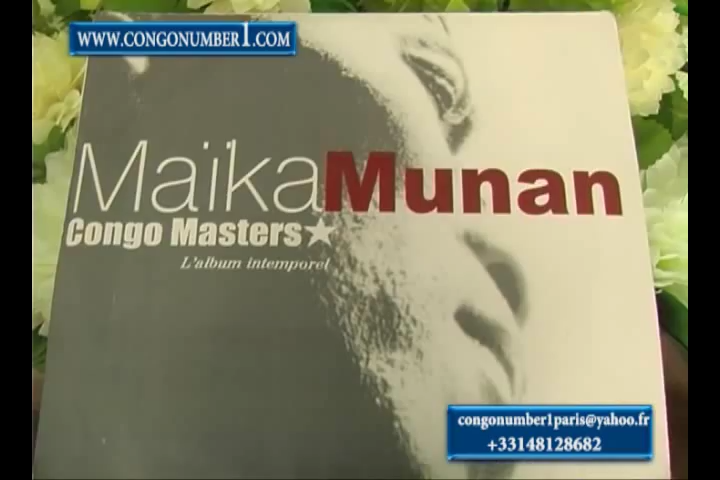 WWW.CONGONUMBER1.COM
MaïkaMunan
Congo Masters★
L'album intemporel
congonumber1paris@yahoo.fr
+33148128682